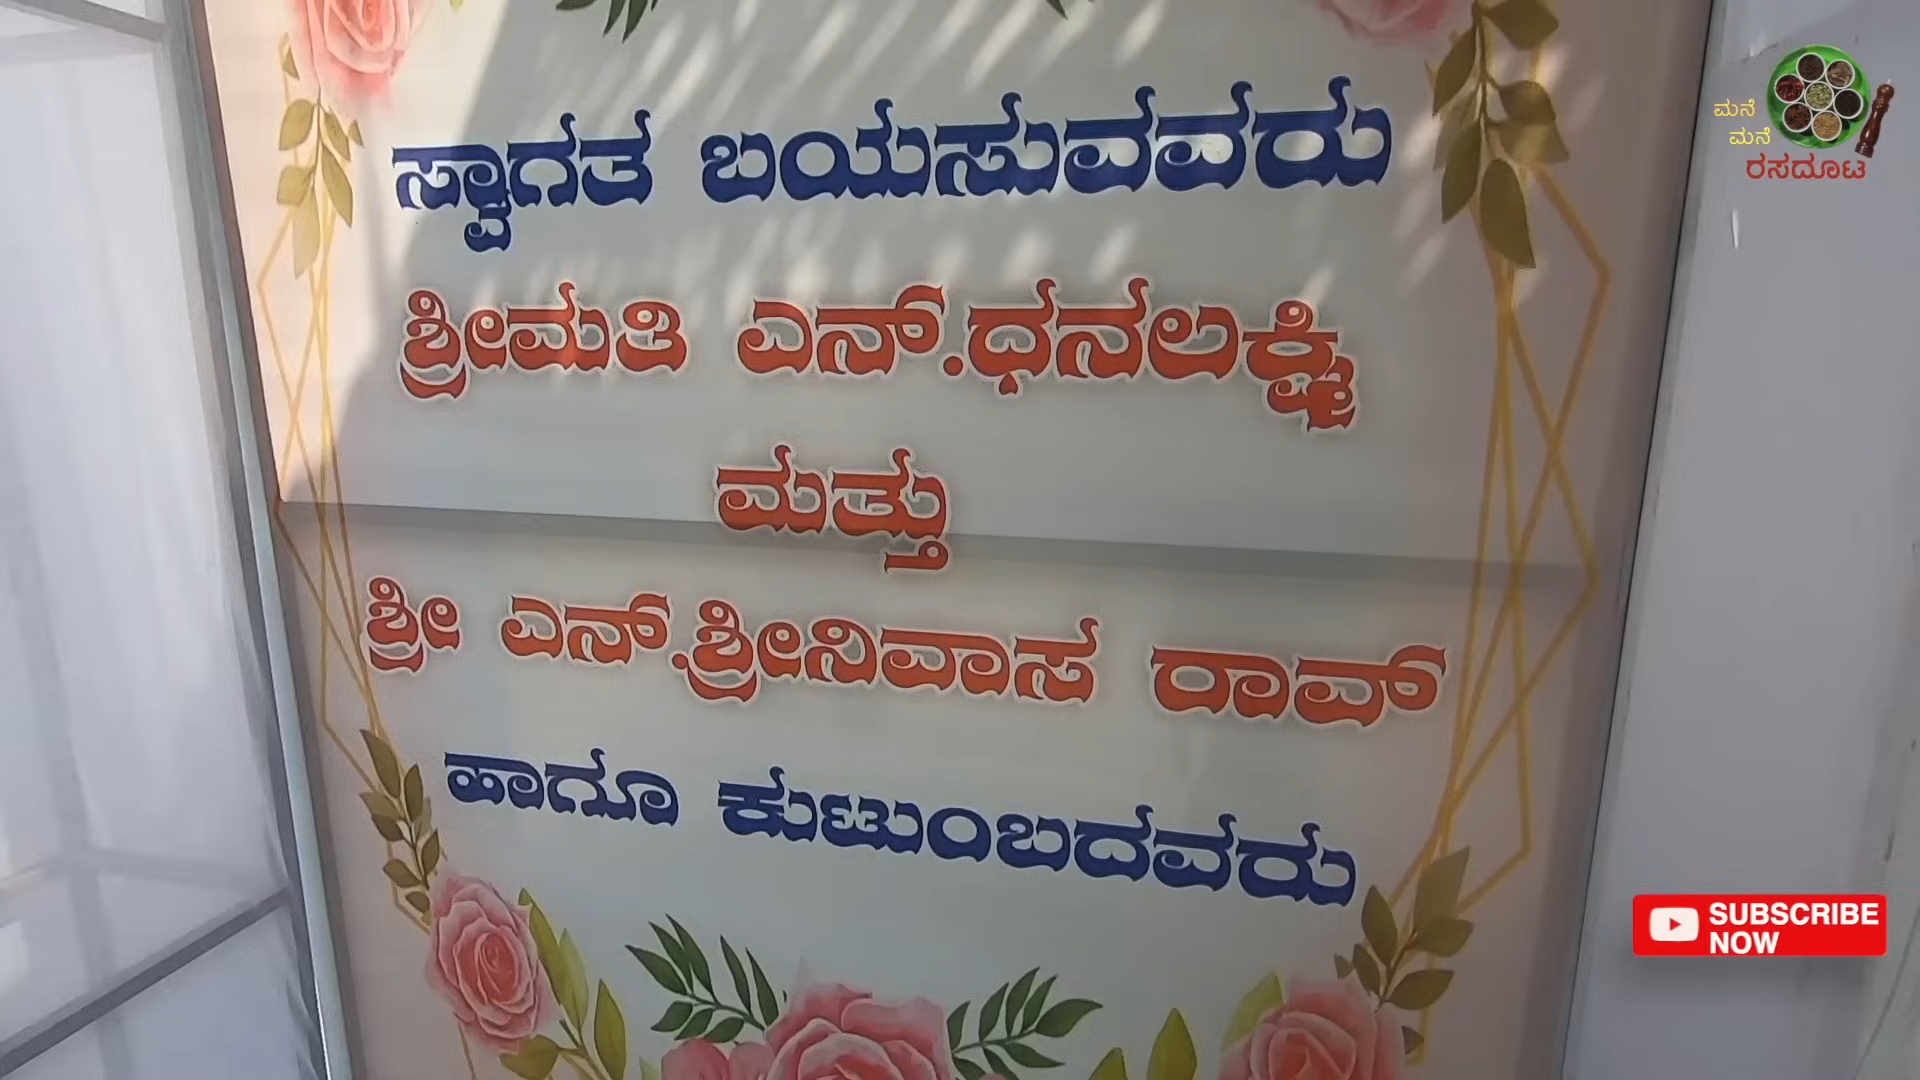 ಸ್ವಾಗತ ಬಯಸುವವರು
ಶ್ರೀಮತಿ ಎನ್.ಧನಲಕ್ಷ್ಮಿ
ಮತ್ತು
ಶ್ರೀ ಎನ್.ಶ್ರೀನಿವಾಸ ರಾವ್
ಹಾಗೂ ಕುಟುಂಬದವರು
ಮನೆ
ಮನೆ
ರಸದೂಟ
SUBSCRIBE
NOW